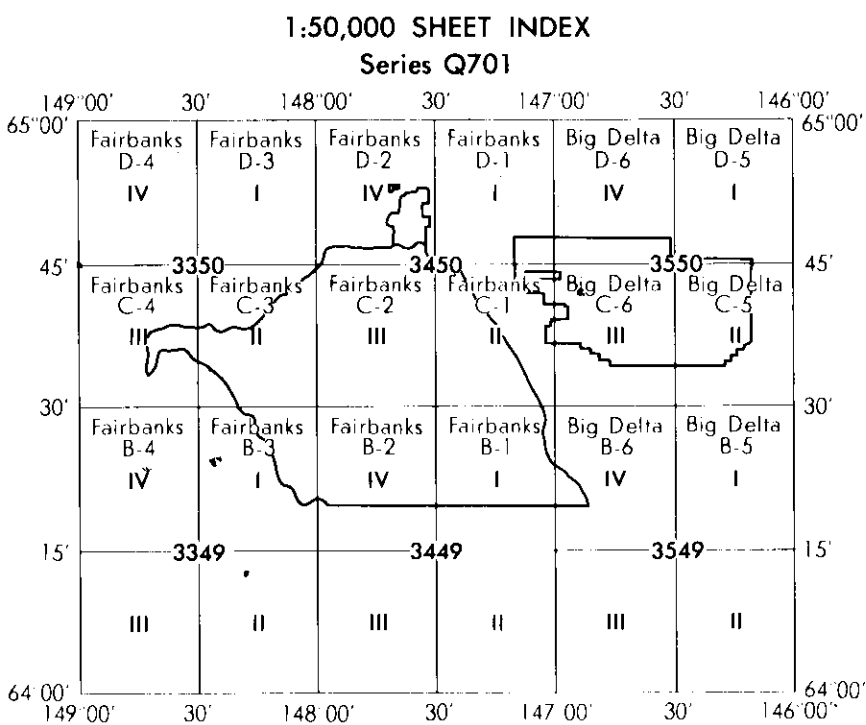 1:50,000 SHEET INDEX
Series Q701
149°00' 30' 148°00' 30' 147°00' 30' 146°00'
65°00' 65°00'
Fairbanks Fairbanks Fairbanks Fairbanks Big Delta Big Delta
D-4 D-3 D-2 D-1 D-6 D-5
IV I IV I IV I
45' 3350 3450 3550 45'
Fairbanks Fairbanks Fairbanks Fairbanks Big Delta Big Delta
C-4 C-3 C-2 C-1 C-6 C-5
III II III II III II
30' 30'
Fairbanks Fairbanks Fairbanks Fairbanks Big Delta Big Delta
B-4 B-3 B-2 B-1 B-6 B-5
IV I IV I IV I
15' 3349 3449 3549 15'
III II III II III II
64°00' 64°00'
149°00' 30' 148°00' 30' 147°00' 30' 146°00'